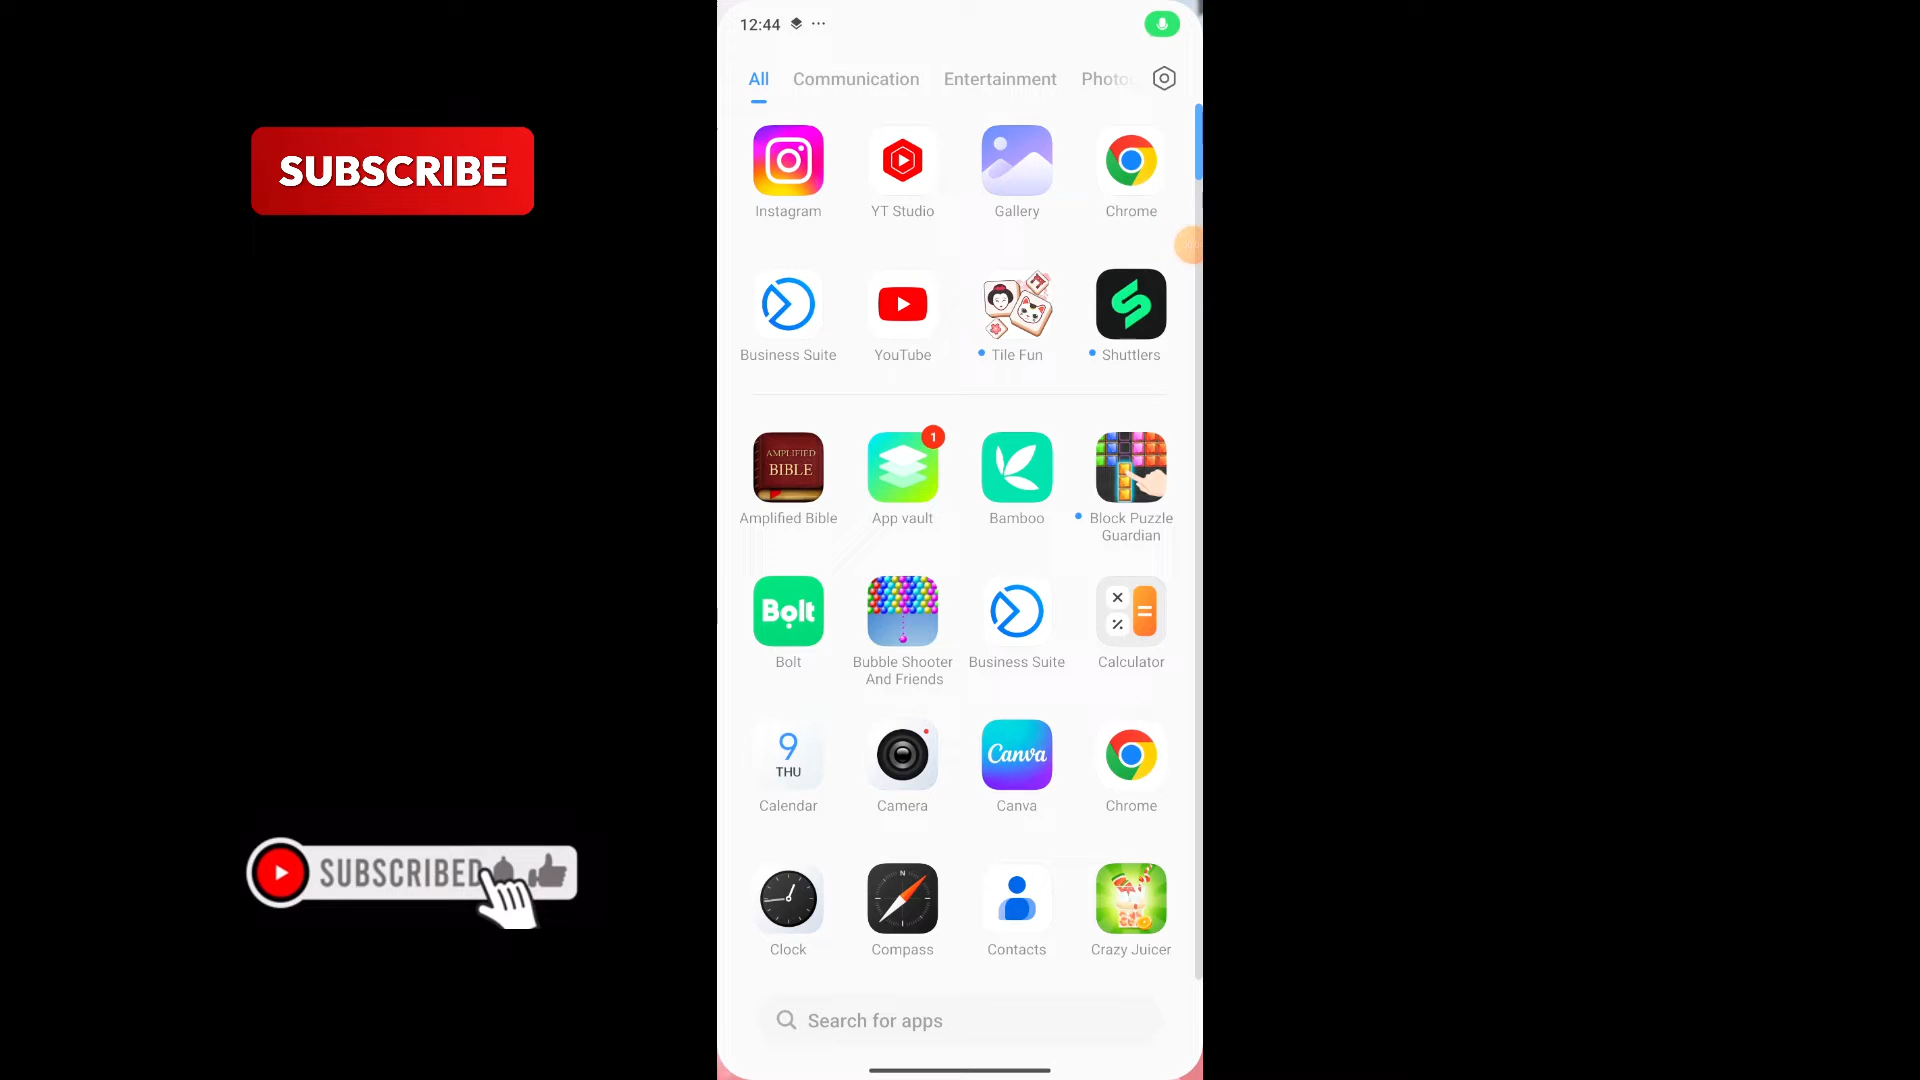 12:44
All Communication Entertainment Photo
SUBSCRIBE
Instagram YT Studio Gallery Chrome
Business Suite YouTube Tile Fun Shuttlers
AMPLIFIED
BIBLE
1
Amplified Bible App vault Bamboo Block Puzzle
Guardian
Bolt
Bolt Bubble Shooter Business Suite Calculator
And Friends
9
THU
Canva
Calendar Camera Canva Chrome
SUBSCRIBED
N
Clock Compass Contacts Crazy Juicer
Search for apps